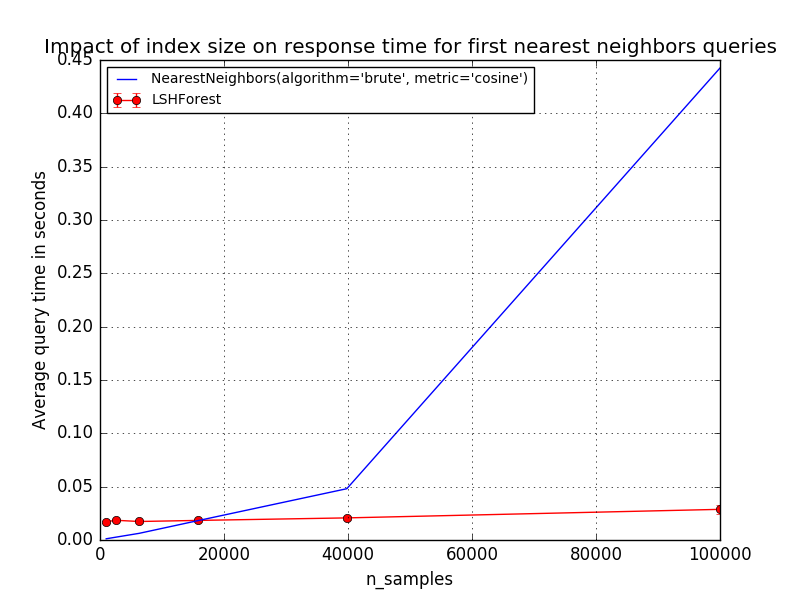 Impact of index size on response time for first nearest neighbors queries
NearestNeighbors(algorithm='brute', metric='cosine')
LSHForest
Average query time in seconds
0.45
0.40
0.35
0.30
0.25
0.20
0.15
0.10
0.05
0.00
0 20000 40000 60000 80000 100000
n_samples